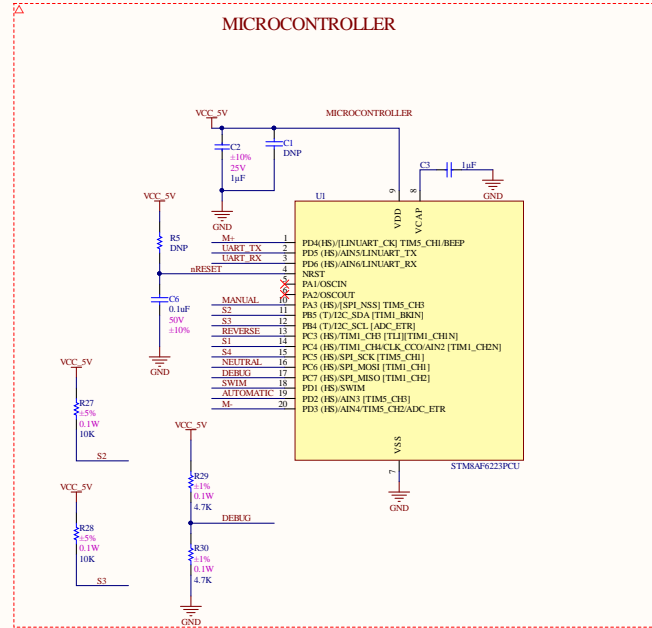 MICROCONTROLLER
VCC_5V
MICROCONTROLLER
C2
±10%
25V
1µF
C1
DNP
C3
1µF
GND
GND
9
8
VDD
VCAP
U1
VCC_5V
R5
DNP
nRESET
C6
0.1uF
50V
±10%
GND
M+ 1 PD4(HS)/[LINUART_CK] TIM5_CH1/BEEP
UART_TX 2 PD5 (HS)/AIN5/LINUART_TX
UART_RX 3 PD6 (HS)/AIN6/LINUART_RX
4 NRST
5 PA1/OSCIN
6 PA2/OSCOUT
MANUAL 10 PA3 (HS)/[SPI_NSS] TIM5_CH3
S2 11 PB5 (T)/I2C_SDA [TIM1_BKIN]
S3 12 PB4 (T)/I2C_SCL [ADC_ETR]
REVERSE 13 PC3 (HS)/TIM1_CH3 [TLI][TIM1_CH1N]
S1 14 PC4 (HS)/TIM1_CH4/CLK_CCO/AIN2 [TIM1_CH2N]
S4 15 PC5 (HS)/SPI_SCK [TIM5_CH1]
NEUTRAL 16 PC6 (HS)/SPI_MOSI [TIM1_CH1]
DEBUG 17 PC7 (HS)/SPI_MISO [TIM1_CH2]
SWIM 18 PD1 (HS)/SWIM
AUTOMATIC 19 PD2 (HS)/AIN3 [TIM5_CH3]
M- 20 PD3 (HS)/AIN4/TIM5_CH2/ADC_ETR
VSS
7
STM8AF6223PCU
GND
VCC_5V
R27
±5%
0.1W
10K
S2
VCC_5V
R28
±5%
0.1W
10K
S3
VCC_5V
R29
±1%
0.1W
4.7K
DEBUG
R30
±1%
0.1W
4.7K
GND